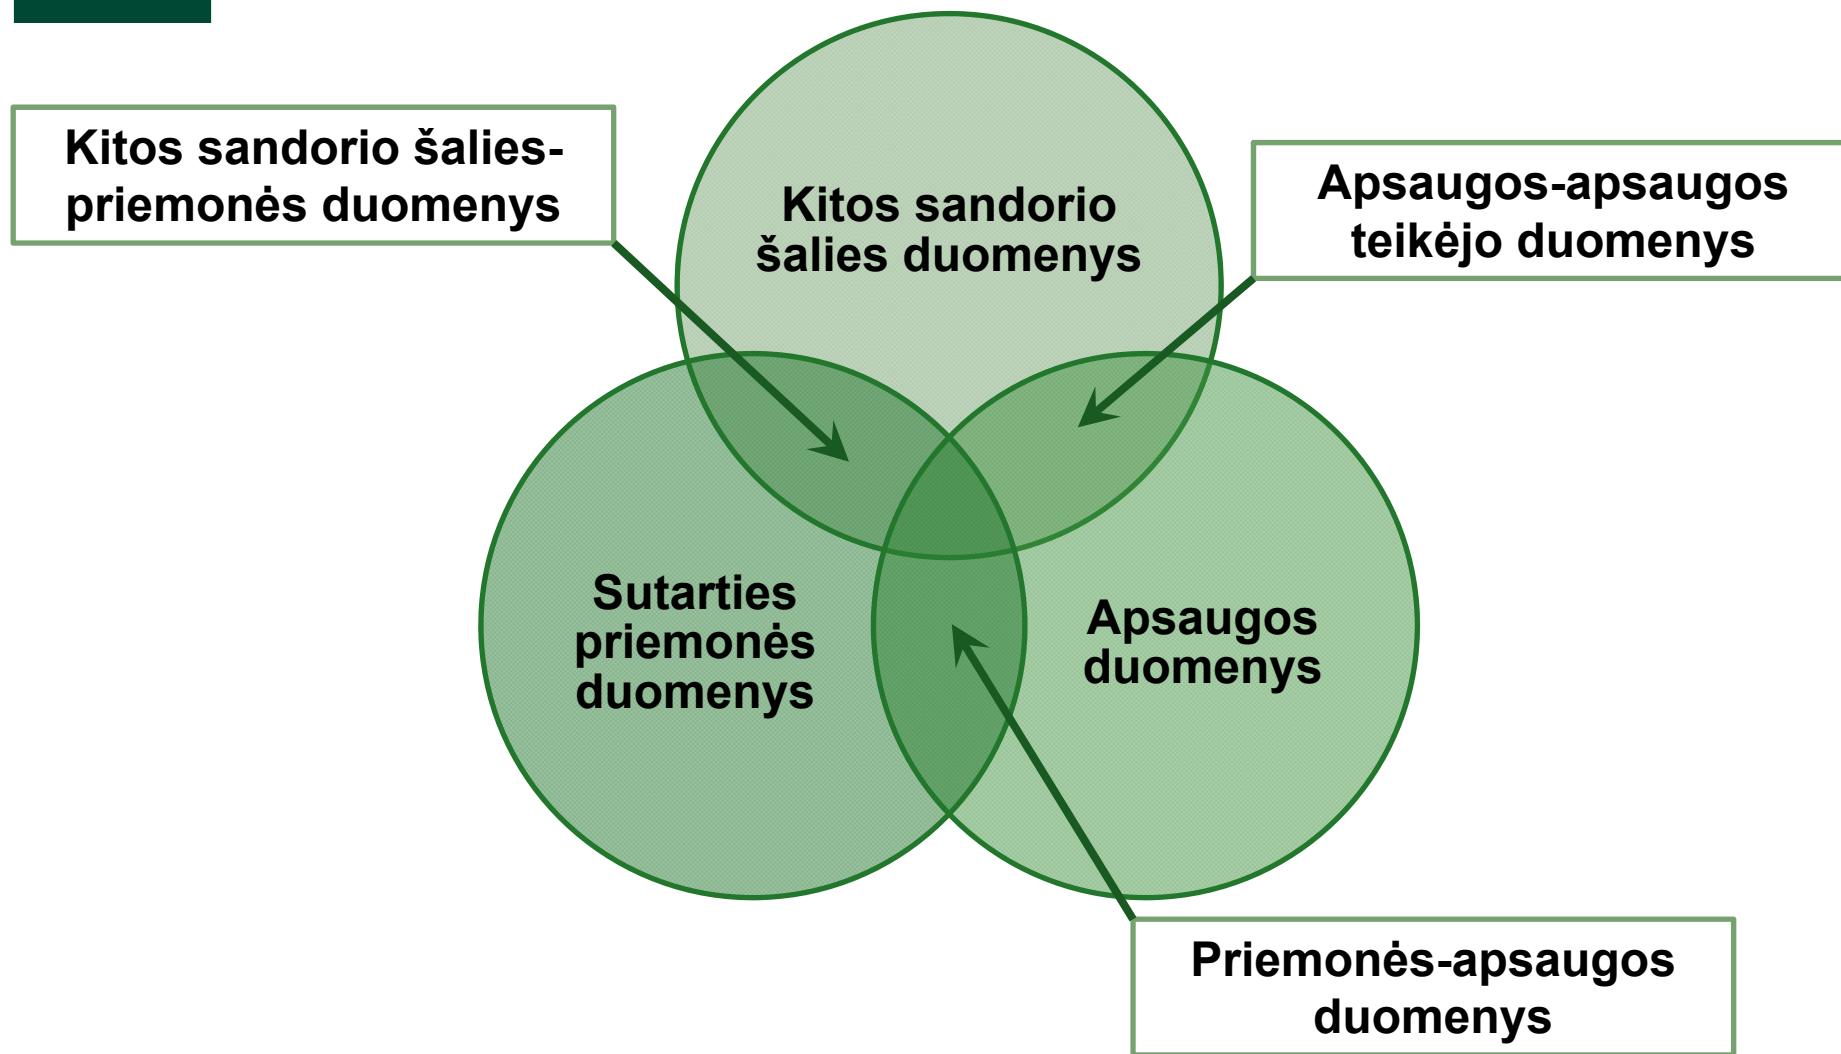 Kitos sandorio šalies-
priemonės duomenys
Kitos sandorio
šalies duomenys
Apsaugos-apsaugos
teikėjo duomenys
Sutarties
priemonės
duomenys
Apsaugos
duomenys
Priemonės-apsaugos
duomenys